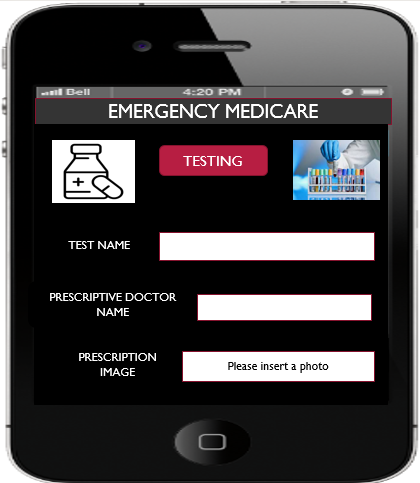 Bell 4:20 PM
EMERGENCY MEDICARE
TESTING
TEST NAME
PRESCRIPTIVE DOCTOR
NAME
PRESCRIPTION
IMAGE
Please insert a photo